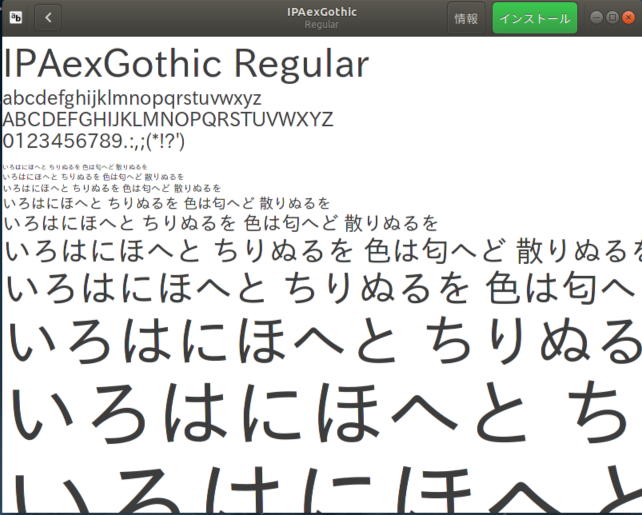 IPAexGothic
Regular
情報
インストール
IPAexGothic Regular
abcdefghijklmnopqrstuvwxyz
ABCDEFGHIJKLMNOPQRSTUVWXYZ
0123456789.:,;(*!?')
いろはにほへと ちりぬるを 色は匂へど 散りぬるを
いろはにほへと ちりぬるを 色は匂へど 散りぬるを
いろはにほへと ちりぬるを 色は匂へど 散りぬるを
いろはにほへと ちりぬるを 色は匂へど 散りぬるを
いろはにほへと ちりぬるを 色は匂へど 散りぬるを
いろはにほへと ちりぬるを 色は匂へど 散りぬる
いろはにほへと ちりぬるを 色は匂へ
いろはにほへと ちりぬる
いろはにほへと ち
いろはにほへと